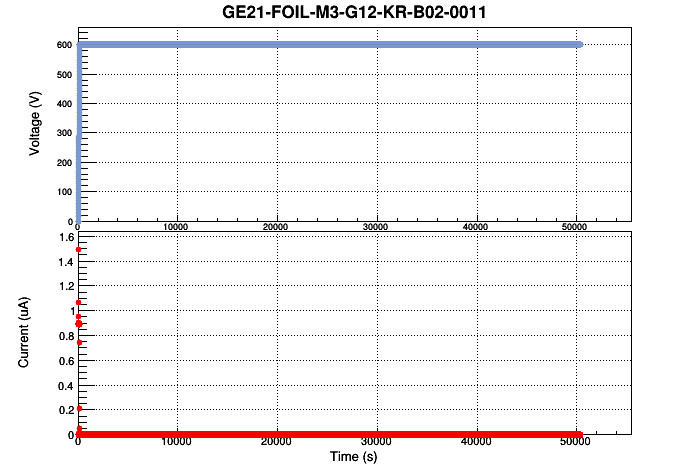 GE21-FOIL-M3-G12-KR-B02-0011
Voltage (V)
600
500
400
300
200
100
0
0 10000 20000 30000 40000 50000
Current (uA)
1.6
1.4
1.2
1
0.8
0.6
0.4
0.2
0
0 10000 20000 30000 40000 50000
Time (s)